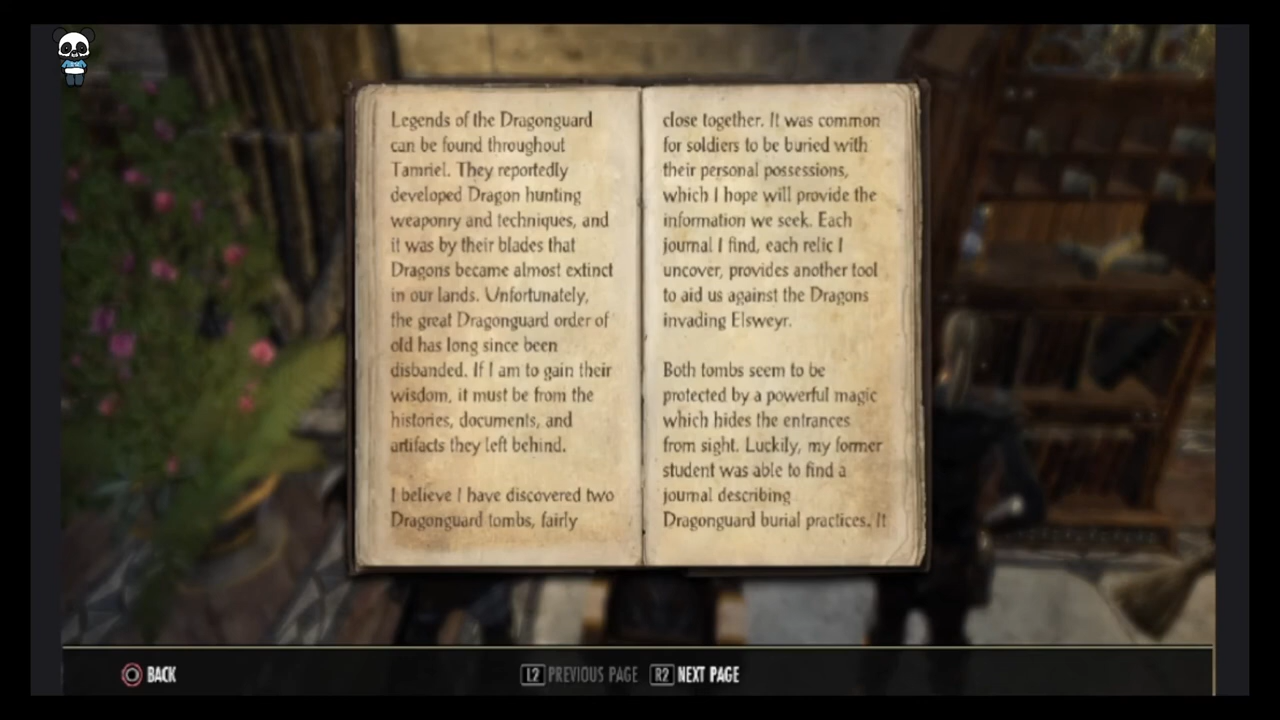 Legends of the Dragonguard
can be found throughout
Tamriel. They reportedly
developed Dragon hunting
weaponry and techniques, and
it was by their blades that
Dragons became almost extinct
in our lands. Unfortunately,
the great Dragonguard order of
old has long since been
disbanded. If I am to gain their
wisdom, it must be from the
histories, documents, and
artifacts they left behind.
I believe I have discovered two
Dragonguard tombs, fairly
close together. It was common
for soldiers to be buried with
their personal possessions,
which I hope will provide the
information we seek. Each
journal I find, each relic I
uncover, provides another tool
to aid us against the Dragons
invading Elsweyr.
Both tombs seem to be
protected by a powerful magic
which hides the entrances
from sight. Luckily, my former
student was able to find a
journal describing
Dragonguard burial practices. It
BACK
L2 PREVIOUS PAGE R2 NEXT PAGE